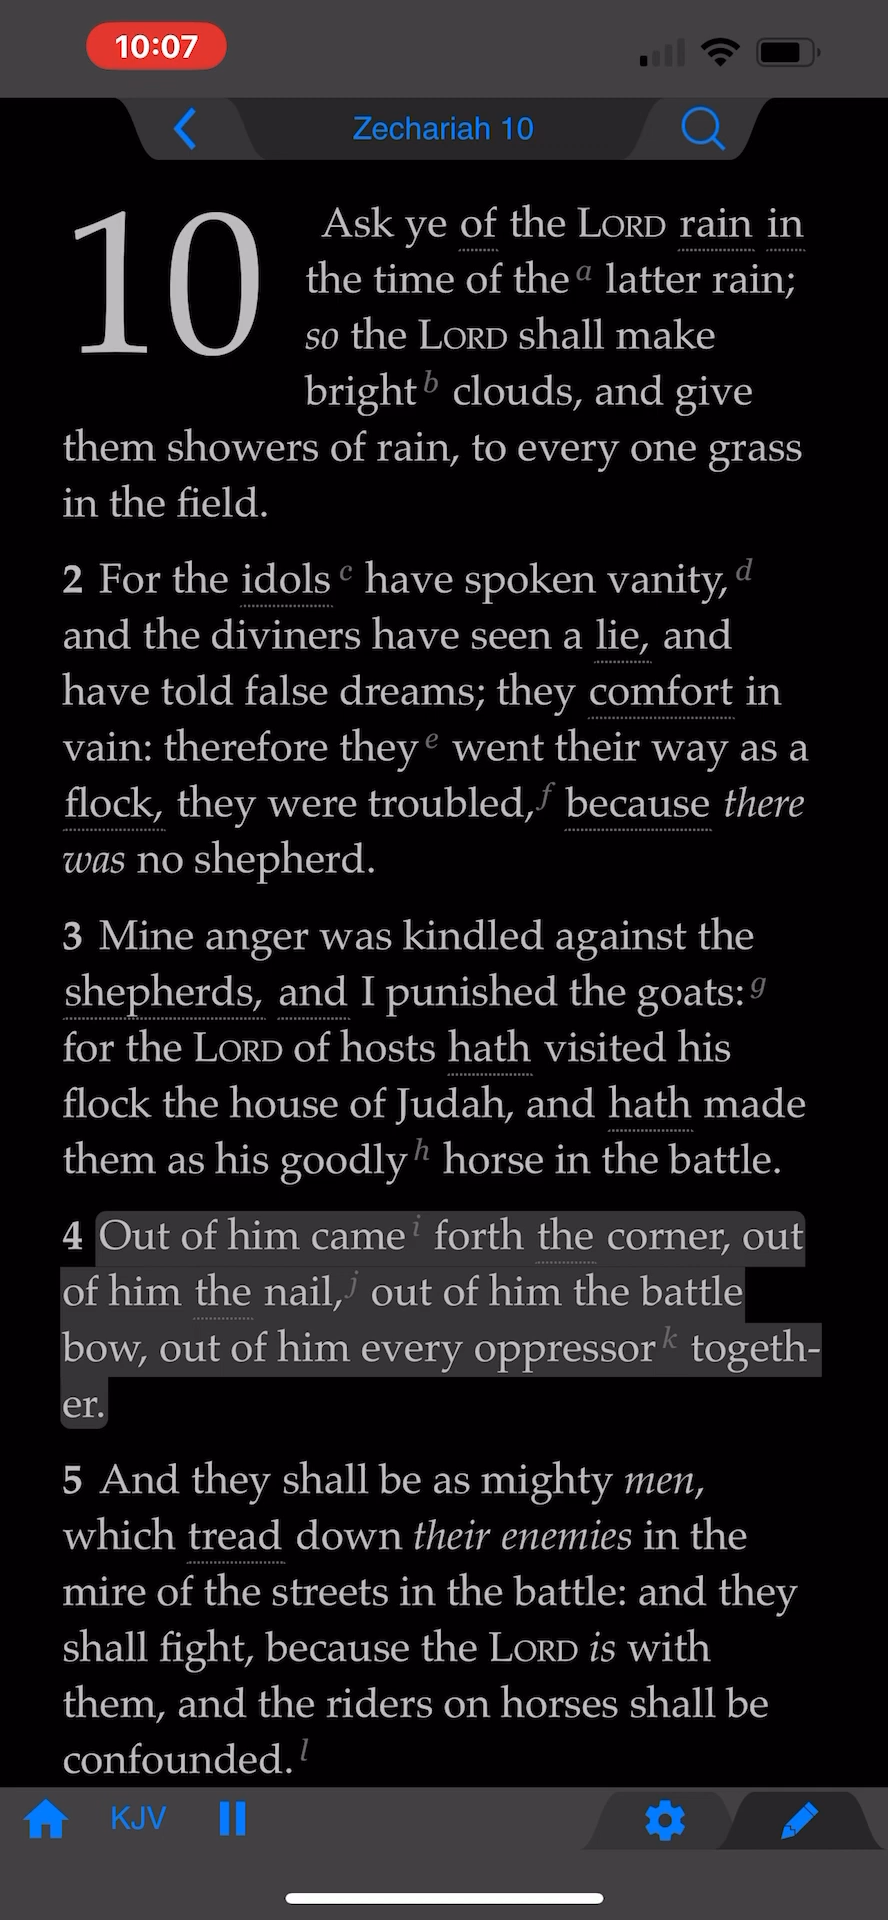 10:07
Zechariah 10
10 Ask ye of the LORD rain in
the time of the a latter rain;
so the LORD shall make
bright b clouds, and give
them showers of rain, to every one grass
in the field.
2 For the idols c have spoken vanity, d
and the diviners have seen a lie, and
have told false dreams; they comfort in
vain: therefore they e went their way as a
flock, they were troubled, f because there
was no shepherd.
3 Mine anger was kindled against the
shepherds, and I punished the goats: g
for the LORD of hosts hath visited his
flock the house of Judah, and hath made
them as his goodly h horse in the battle.
4 Out of him came i forth the corner, out
of him the nail, j out of him the battle
bow, out of him every oppressor k togeth-
er.
5 And they shall be as mighty men,
which tread down their enemies in the
mire of the streets in the battle: and they
shall fight, because the LORD is with
them, and the riders on horses shall be
confounded. l
KJV